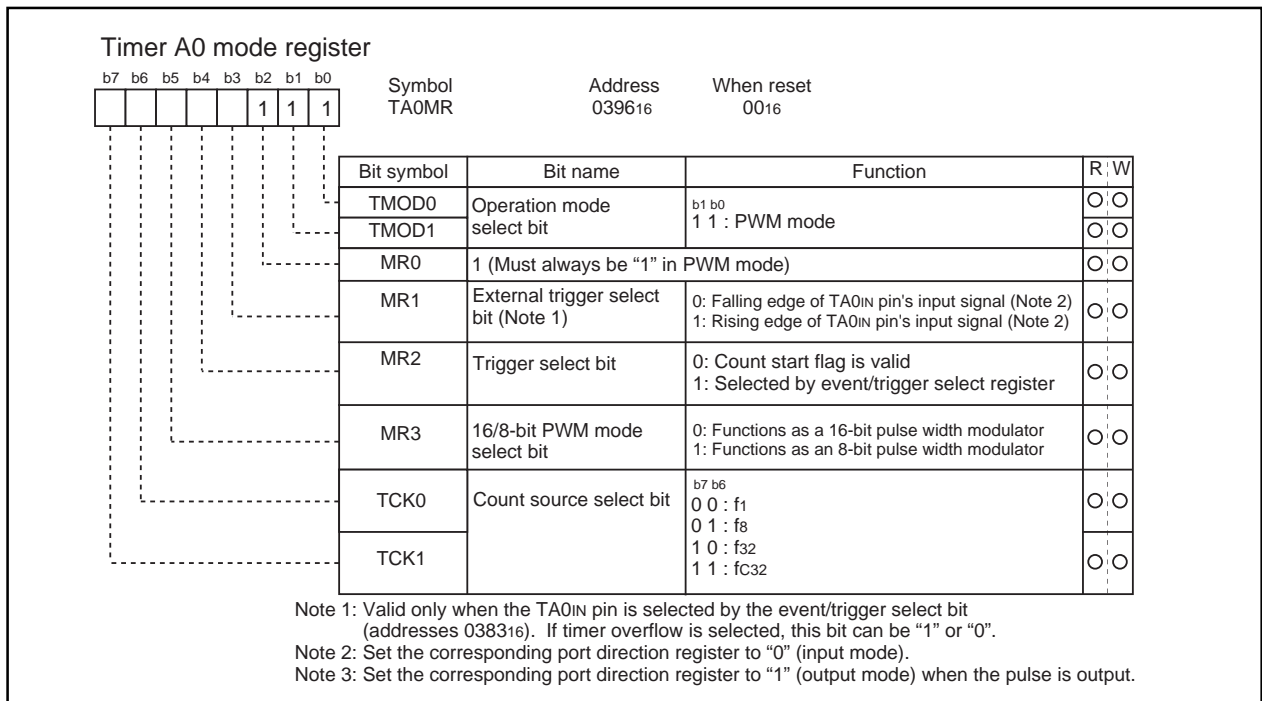 Timer A0 mode register
b7 b6 b5 b4 b3 b2 b1 b0
1 1 1
Symbol Address When reset
TA0MR 039616 0016
Bit symbol Bit name Function R W
TMOD0 Operation mode select bit b1 b0
TMOD1 1 1 : PWM mode
MR0 1 (Must always be “1” in PWM mode)
MR1 External trigger select bit (Note 1) 0: Falling edge of TA0IN pin's input signal (Note 2)
1: Rising edge of TA0IN pin's input signal (Note 2)
MR2 Trigger select bit 0: Count start flag is valid
1: Selected by event/trigger select register
MR3 16/8-bit PWM mode select bit 0: Functions as a 16-bit pulse width modulator
1: Functions as an 8-bit pulse width modulator
TCK0 Count source select bit b7 b6
0 0 : f1
0 1 : f8
TCK1 1 0 : f32
1 1 : fC32
Note 1: Valid only when the TA0IN pin is selected by the event/trigger select bit
(addresses 038316). If timer overflow is selected, this bit can be “1” or “0”.
Note 2: Set the corresponding port direction register to “0” (input mode).
Note 3: Set the corresponding port direction register to “1” (output mode) when the pulse is output.